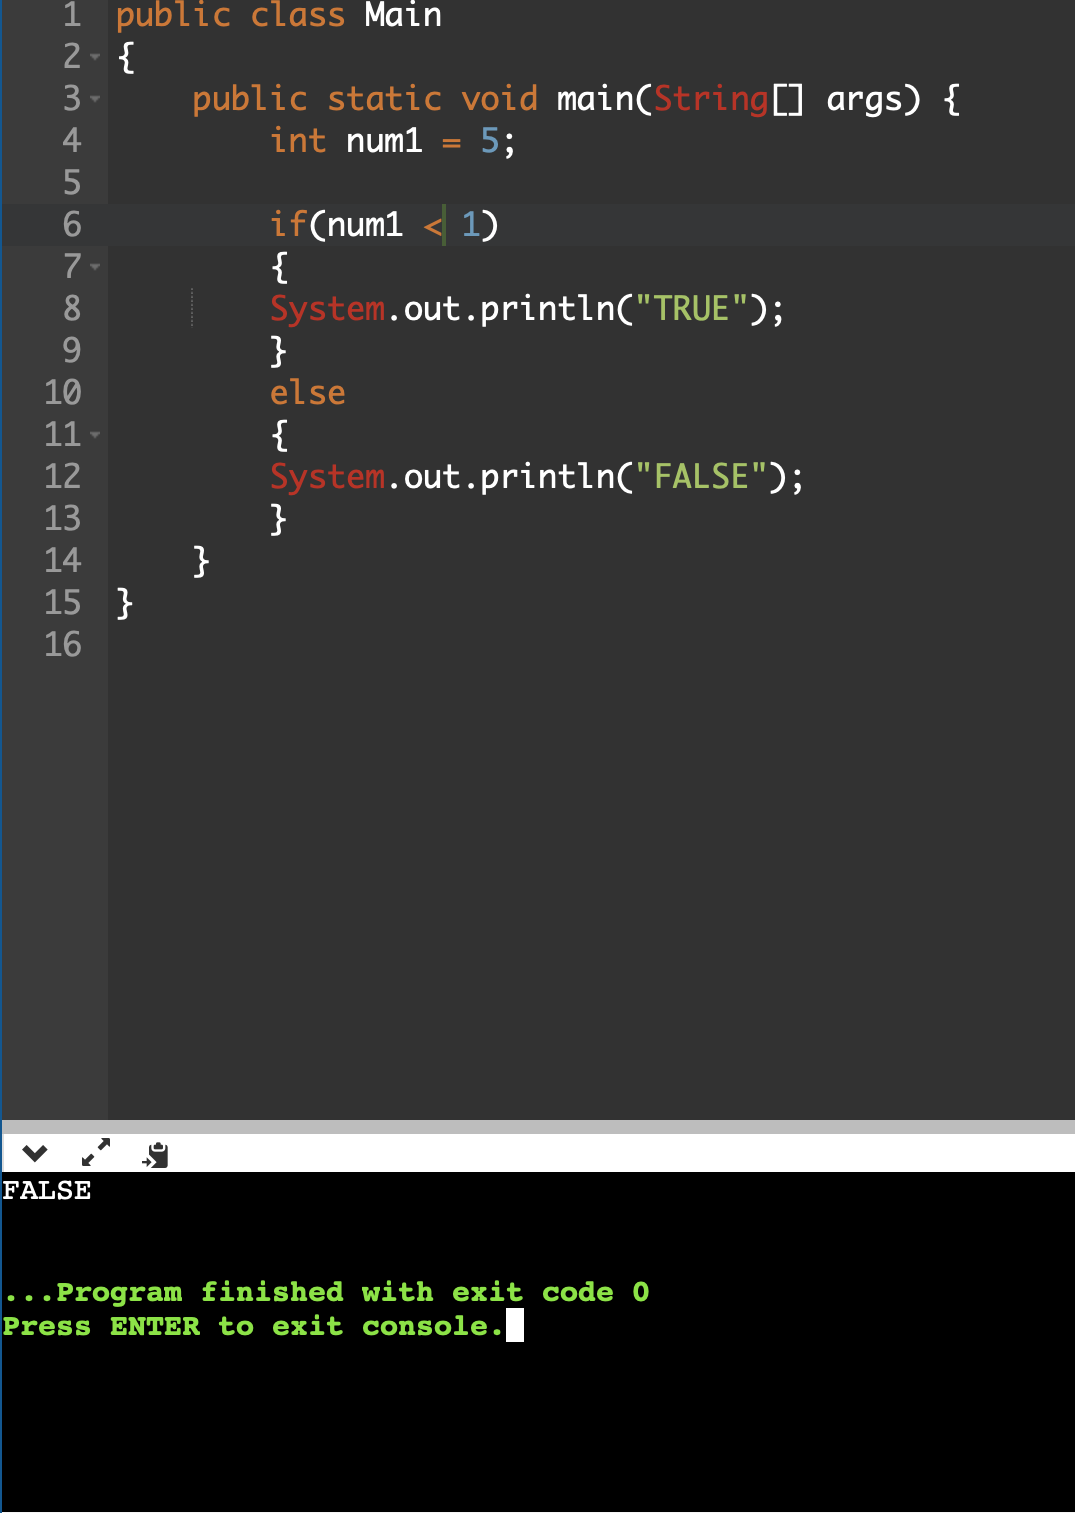 1 public class Main
2 {
3 public static void main(String[] args) {
4 int num1 = 5;
5
6 if(num1 < 1)
7 {
8 System.out.println("TRUE");
9 }
10 else
11 {
12 System.out.println("FALSE");
13 }
14 }
15 }
16
FALSE
...Program finished with exit code 0
Press ENTER to exit console.